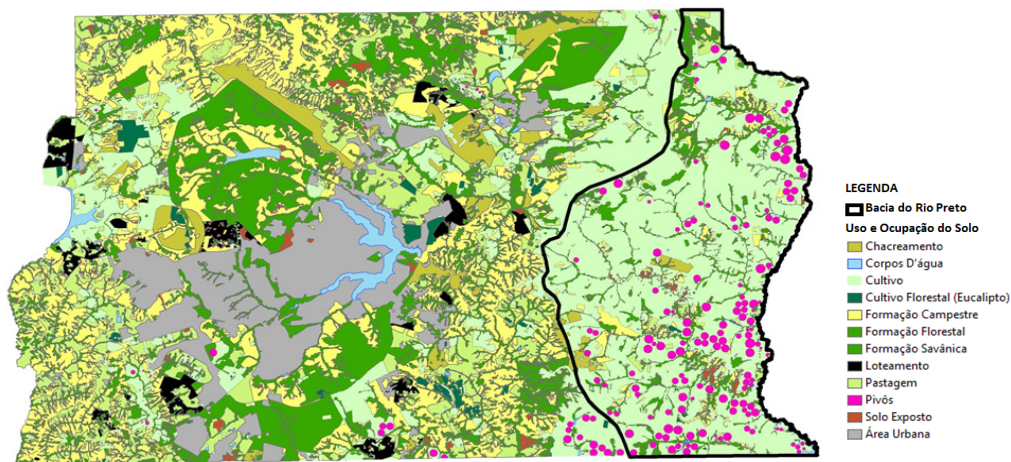 LEGENDA
Bacia do Rio Preto
Uso e Ocupação do Solo
Chacreamento
Corpos D'água
Cultivo
Cultivo Florestal (Eucalipto)
Formação Campestre
Formação Florestal
Formação Savânica
Loteamento
Pastagem
Pivôs
Solo Exposto
Área Urbana